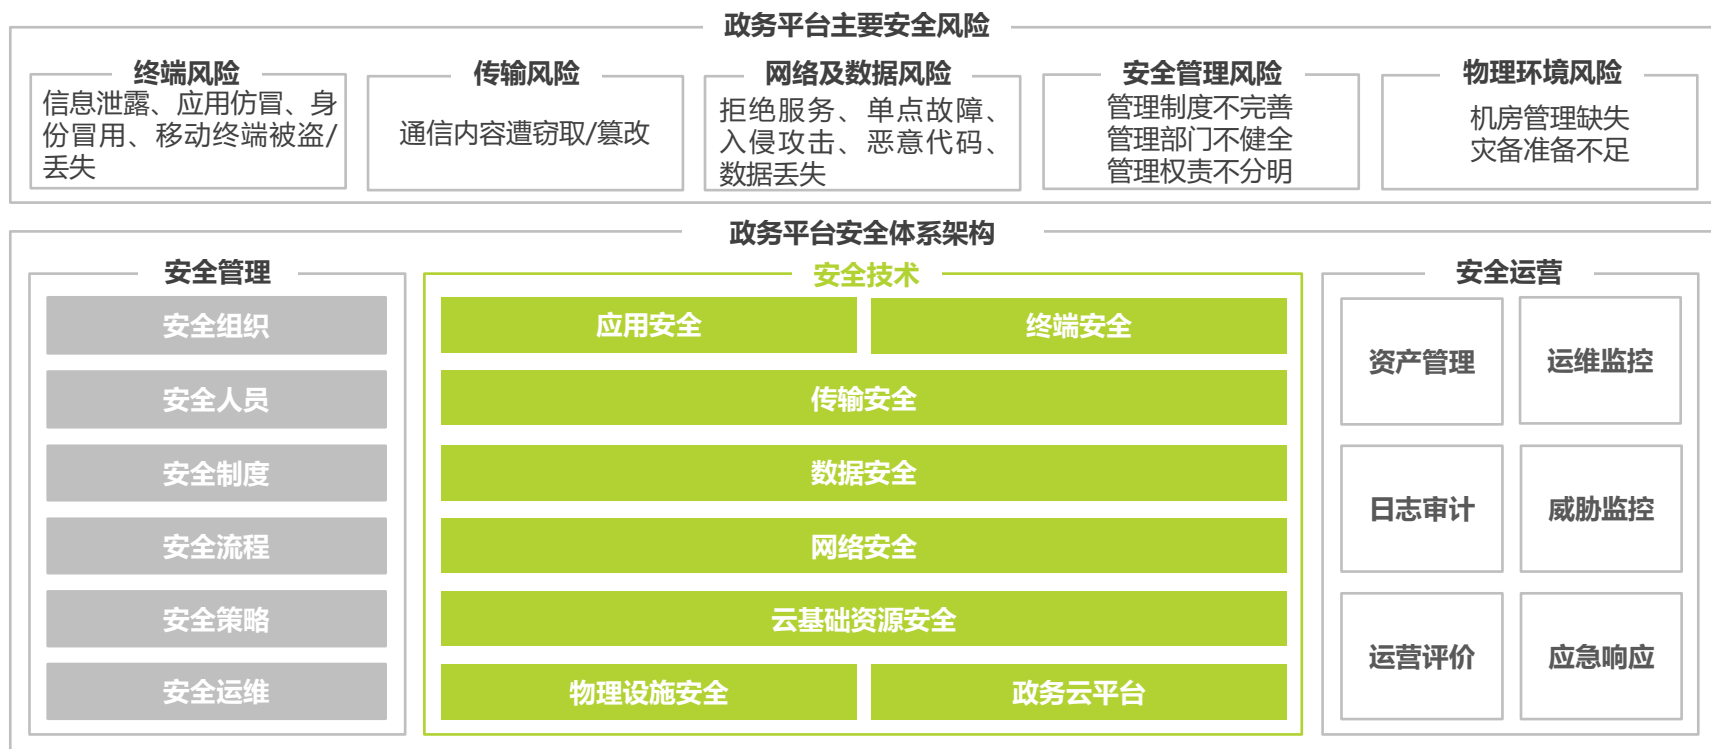 政务平台主要安全风险
终端风险
信息泄露、应用仿冒、身
份冒用、移动终端被盗/
丢失
传输风险
通信内容遭窃取/篡改
网络及数据风险
拒绝服务、单点故障、
入侵攻击、恶意代码、
数据丢失
安全管理风险
管理制度不完善
管理部门不健全
管理权责不分明
物理环境风险
机房管理缺失
灾备准备不足
政务平台安全体系架构
安全管理
安全组织
安全人员
安全制度
安全流程
安全策略
安全运维
安全技术
应用安全
终端安全
传输安全
数据安全
网络安全
云基础资源安全
物理设施安全
政务云平台
安全运营
资产管理
运维监控
日志审计
威胁监控
运营评价
应急响应